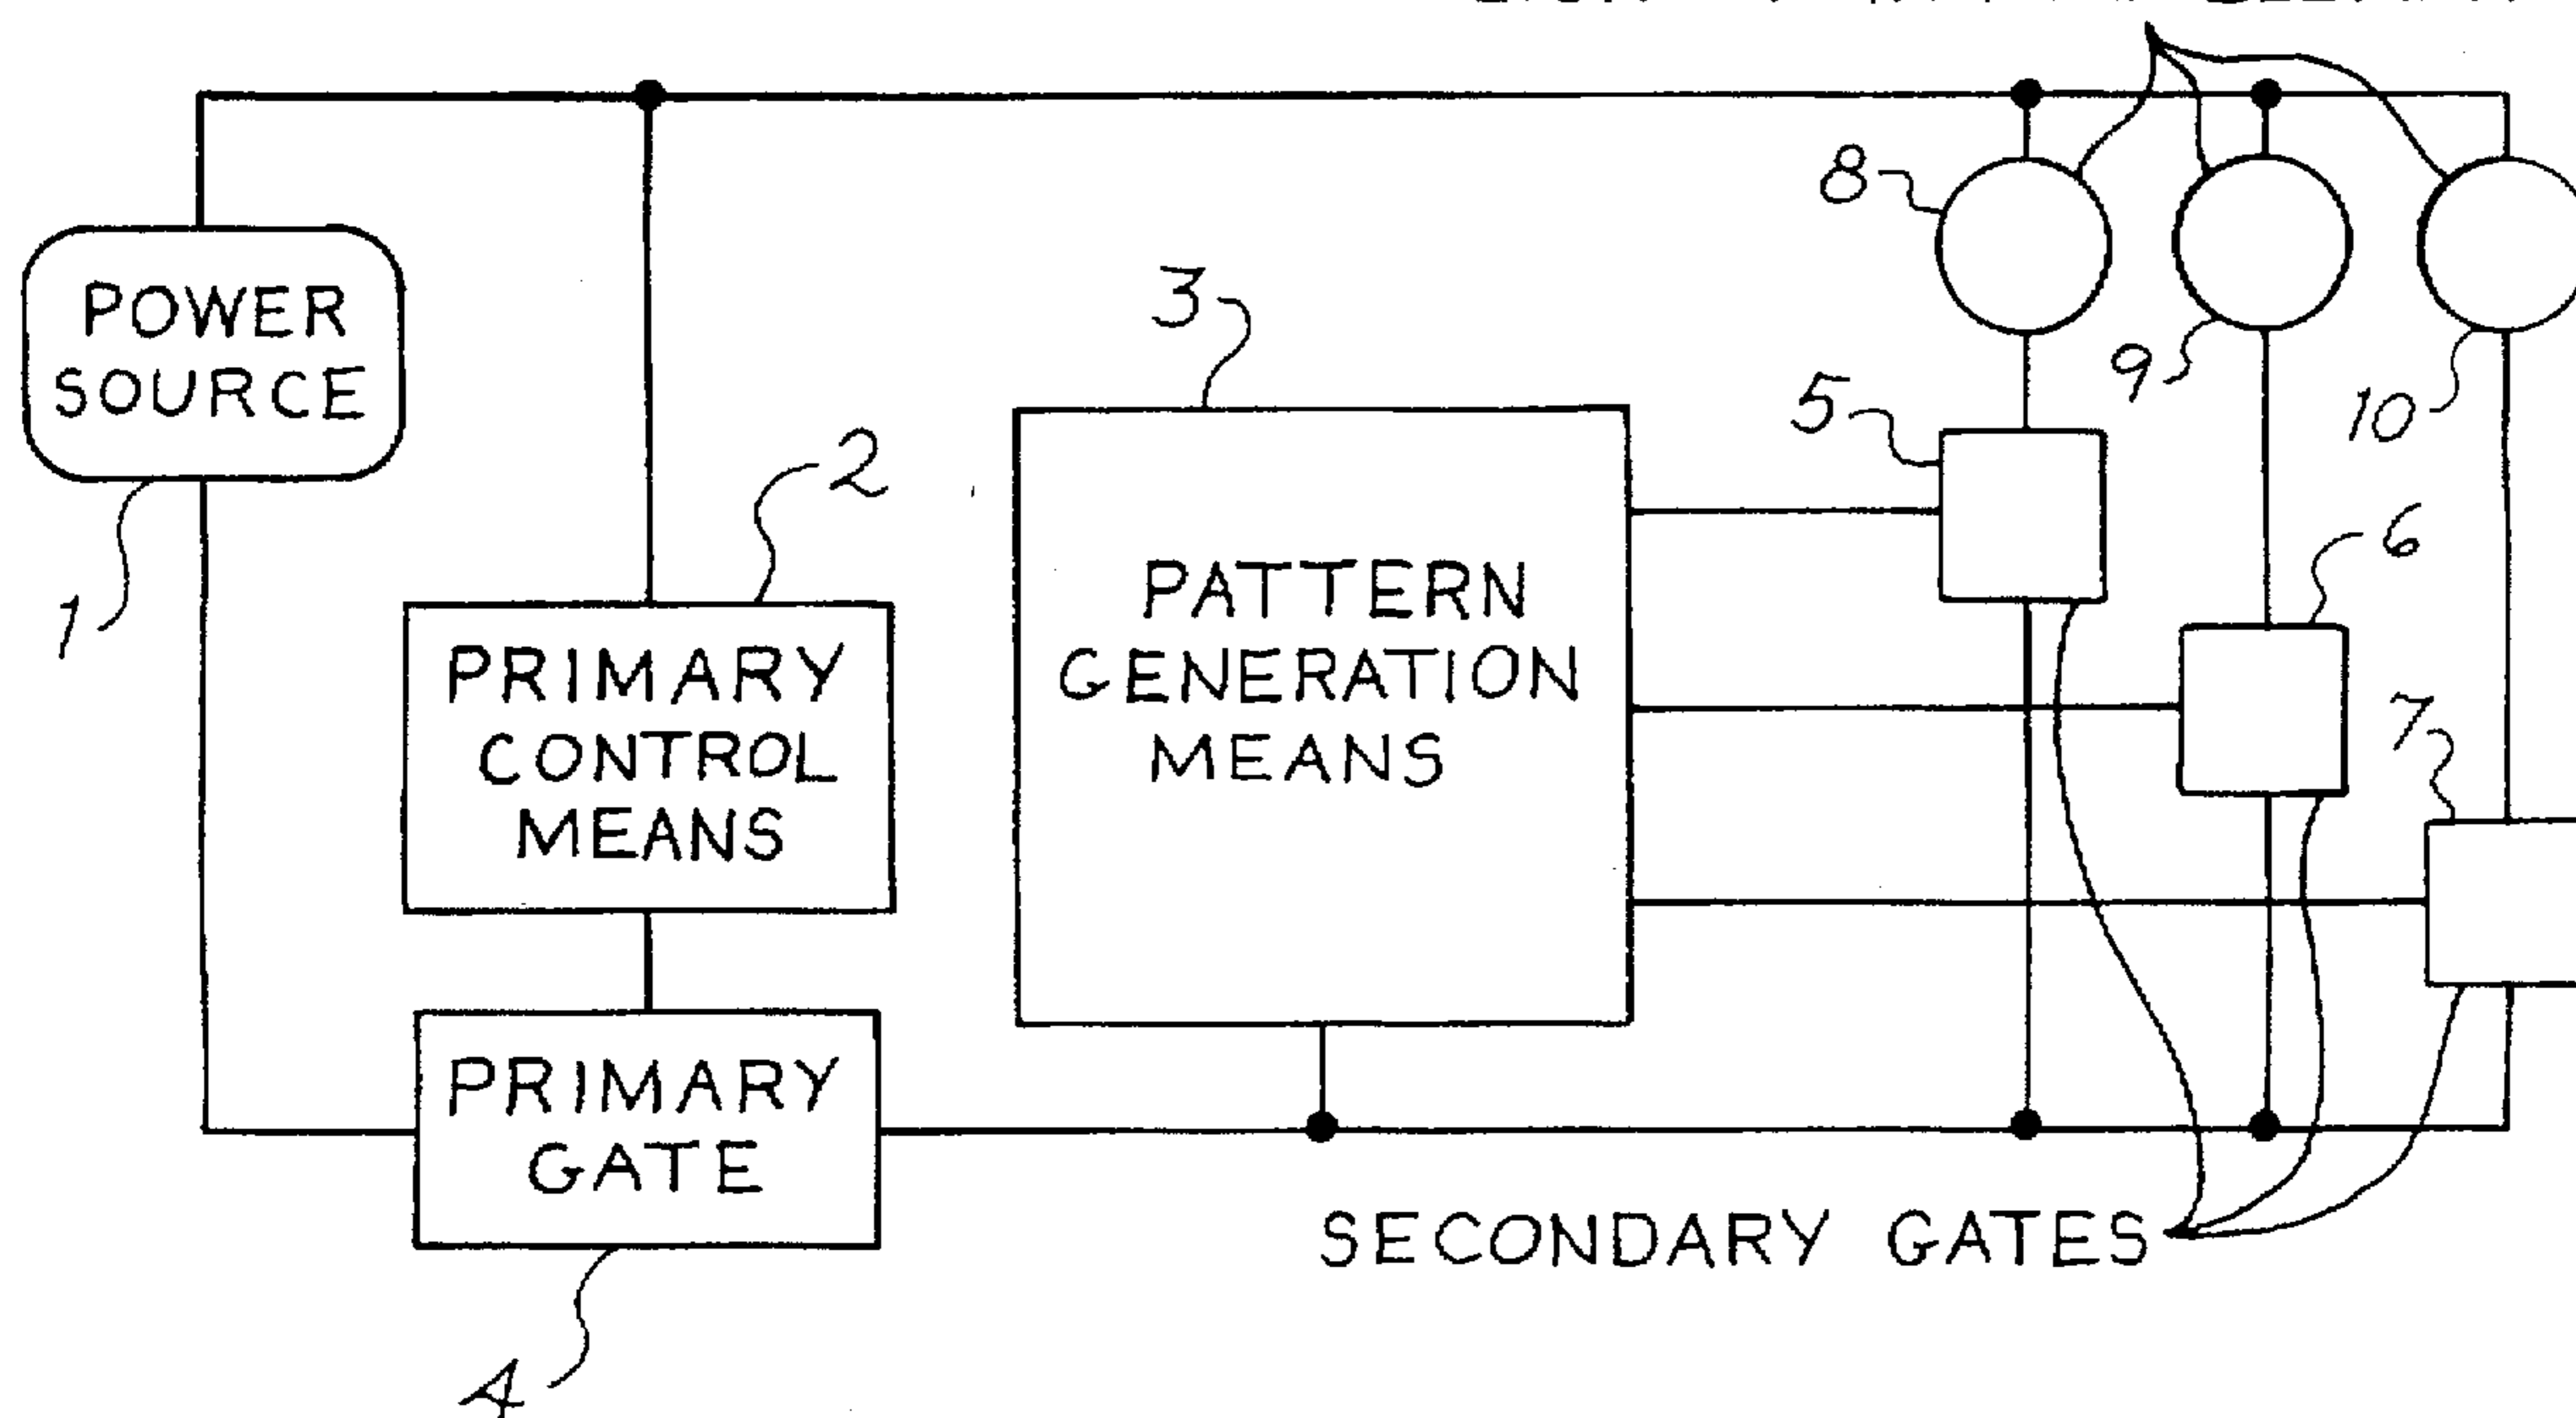 8
3
POWER
SOURCE
9
5
10
2
6
PATTERN
GENERATION
MEANS
1
PRIMARY
CONTROL
MEANS
7
PRIMARY
GATE
SECONDARY GATES
4